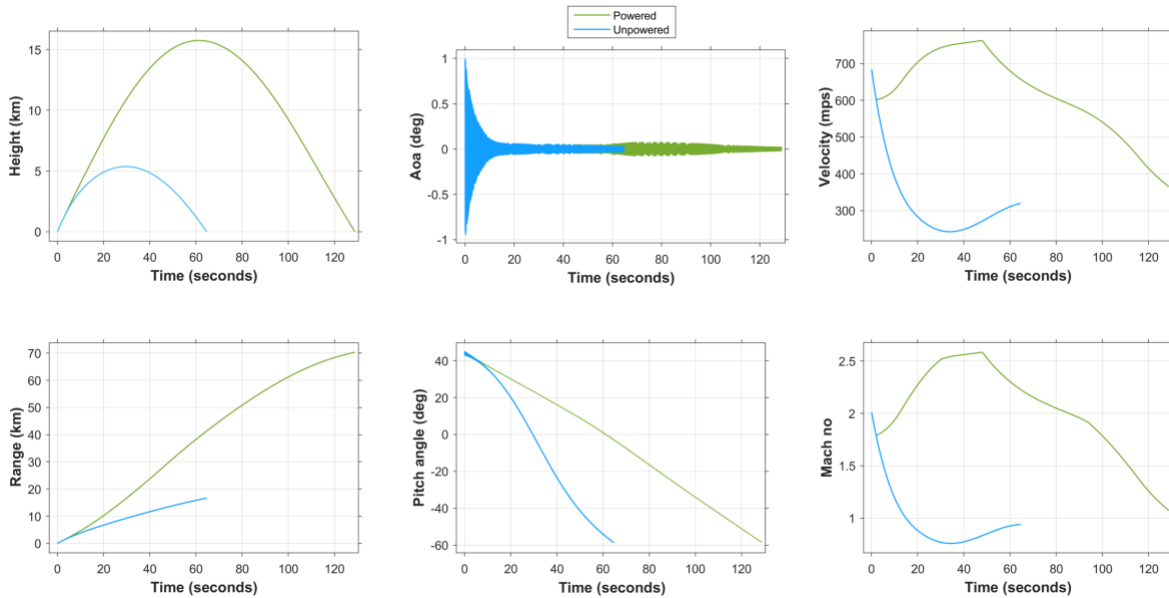 Powered
Unpowered
15
10
5
0
Height (km)
0 20 40 60 80 100 120
Time (seconds)
1
0.5
0
-0.5
-1
Aoa (deg)
0 20 40 60 80 100 120
Time (seconds)
700
600
500
400
300
Velocity (mps)
0 20 40 60 80 100 120
Time (seconds)
70
60
50
40
30
20
10
0
Range (km)
0 20 40 60 80 100 120
Time (seconds)
40
20
0
-20
-40
-60
Pitch angle (deg)
0 20 40 60 80 100 120
Time (seconds)
2.5
2
1.5
1
Mach no
0 20 40 60 80 100 120
Time (seconds)